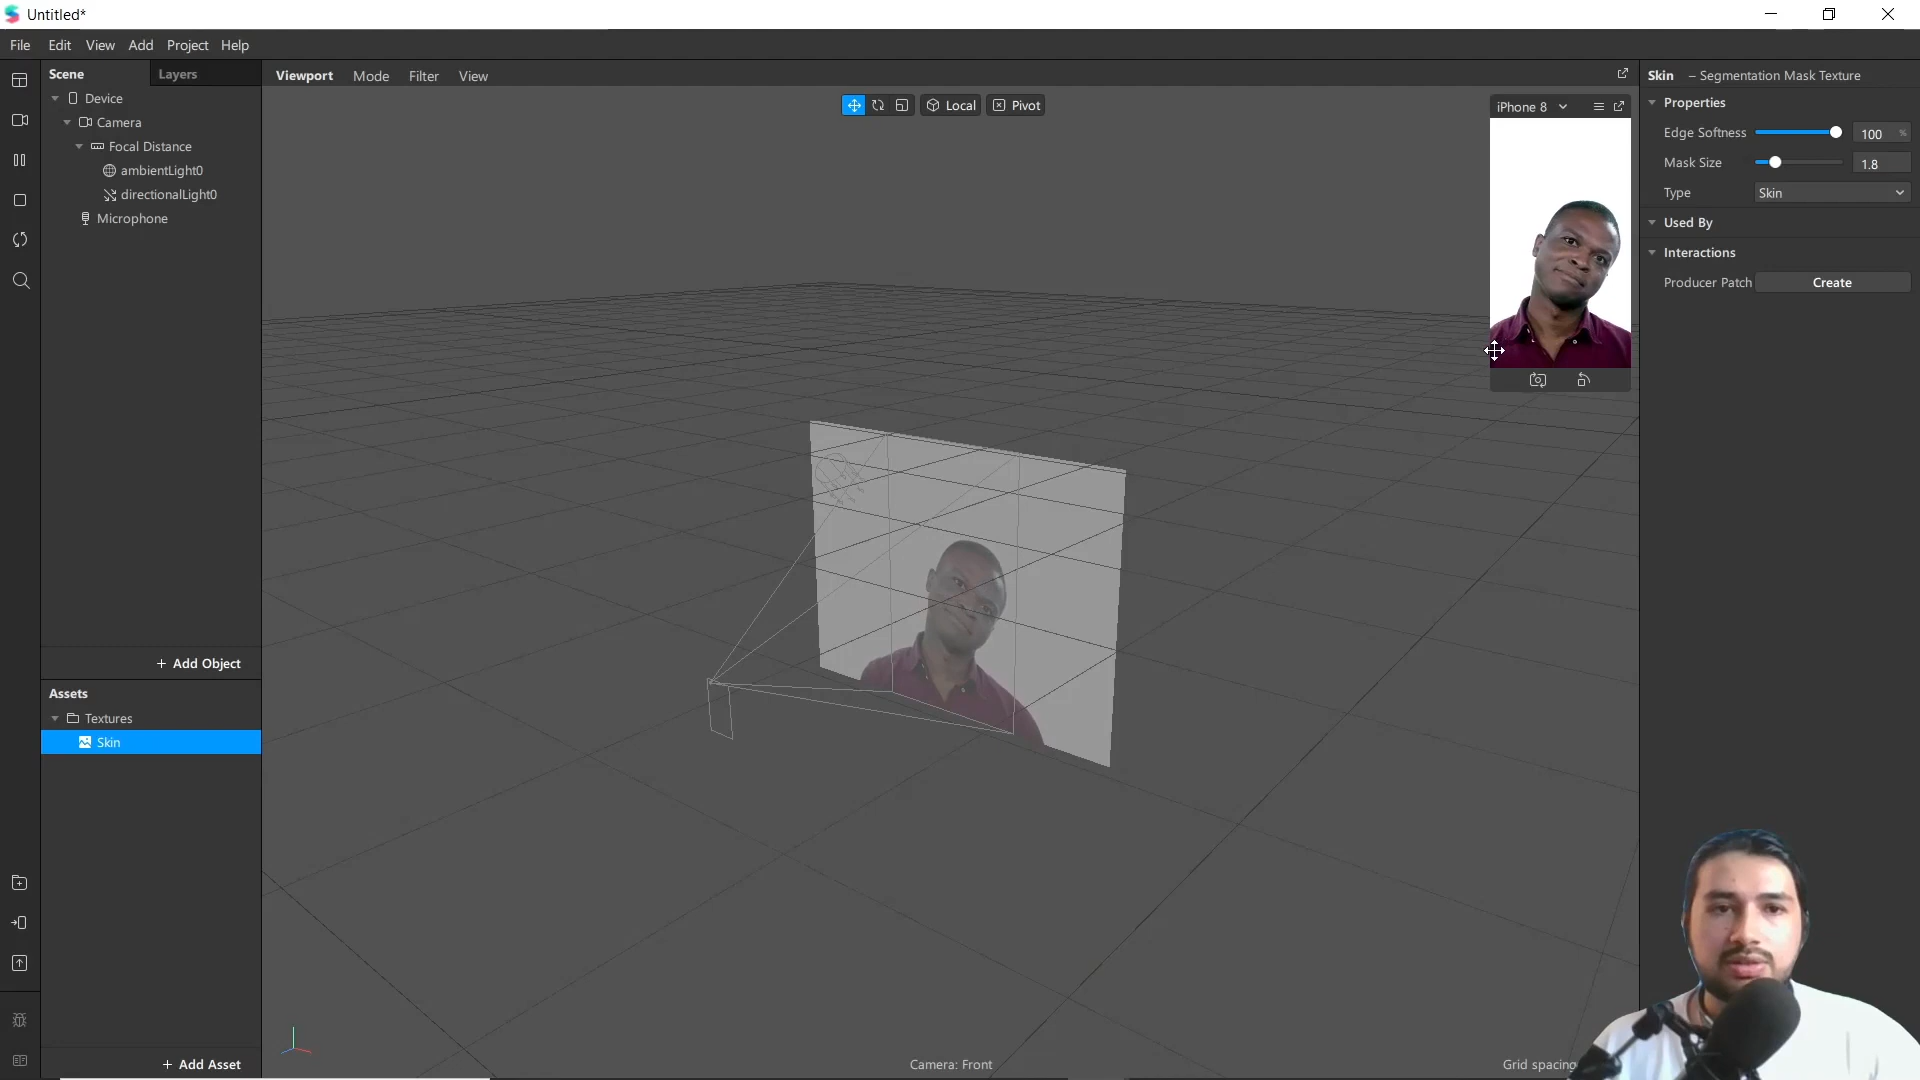 Untitled*
File Edit View Add Project Help
Scene Layers
Viewport Mode Filter View
Skin – Segmentation Mask Texture
Device
Camera
Focal Distance
ambientLight0
directionalLight0
Microphone
Local Pivot
iPhone 8
Properties
Edge Softness 100 %
Mask Size 1.8
Type Skin
Used By
Interactions
Producer Patch Create
+ Add Object
Assets
Textures
Skin
+ Add Asset
Camera: Front
Grid spacing